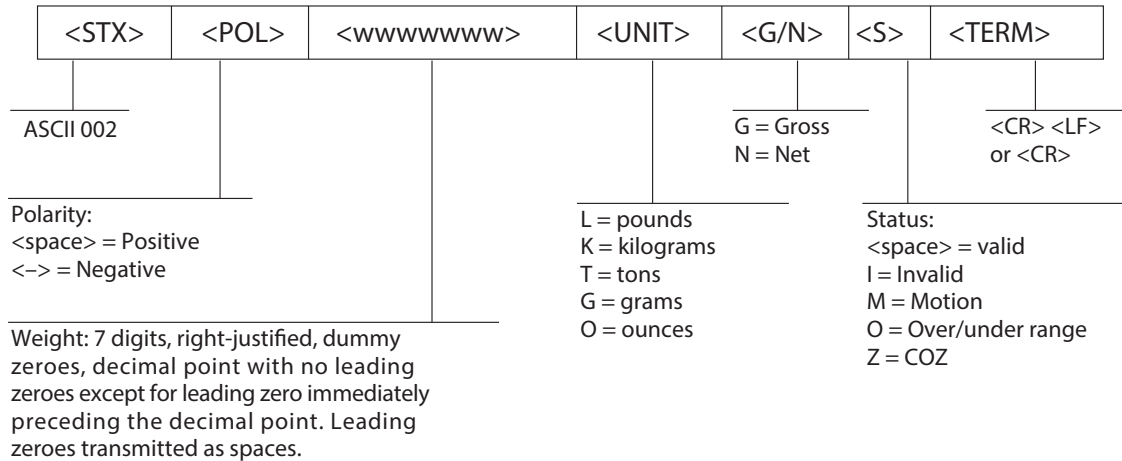 <STX> <POL> <wwwwwww> <UNIT> <G/N> <S> <TERM>
ASCII 002
G = Gross
N = Net
<CR> <LF>
or <CR>
Polarity:
<space> = Positive
<–> = Negative
L = pounds
K = kilograms
T = tons
G = grams
O = ounces
Status:
<space> = valid
I = Invalid
M = Motion
O = Over/under range
Z = COZ
Weight: 7 digits, right-justified, dummy
zeroes, decimal point with no leading
zeroes except for leading zero immediately
preceding the decimal point. Leading
zeroes transmitted as spaces.